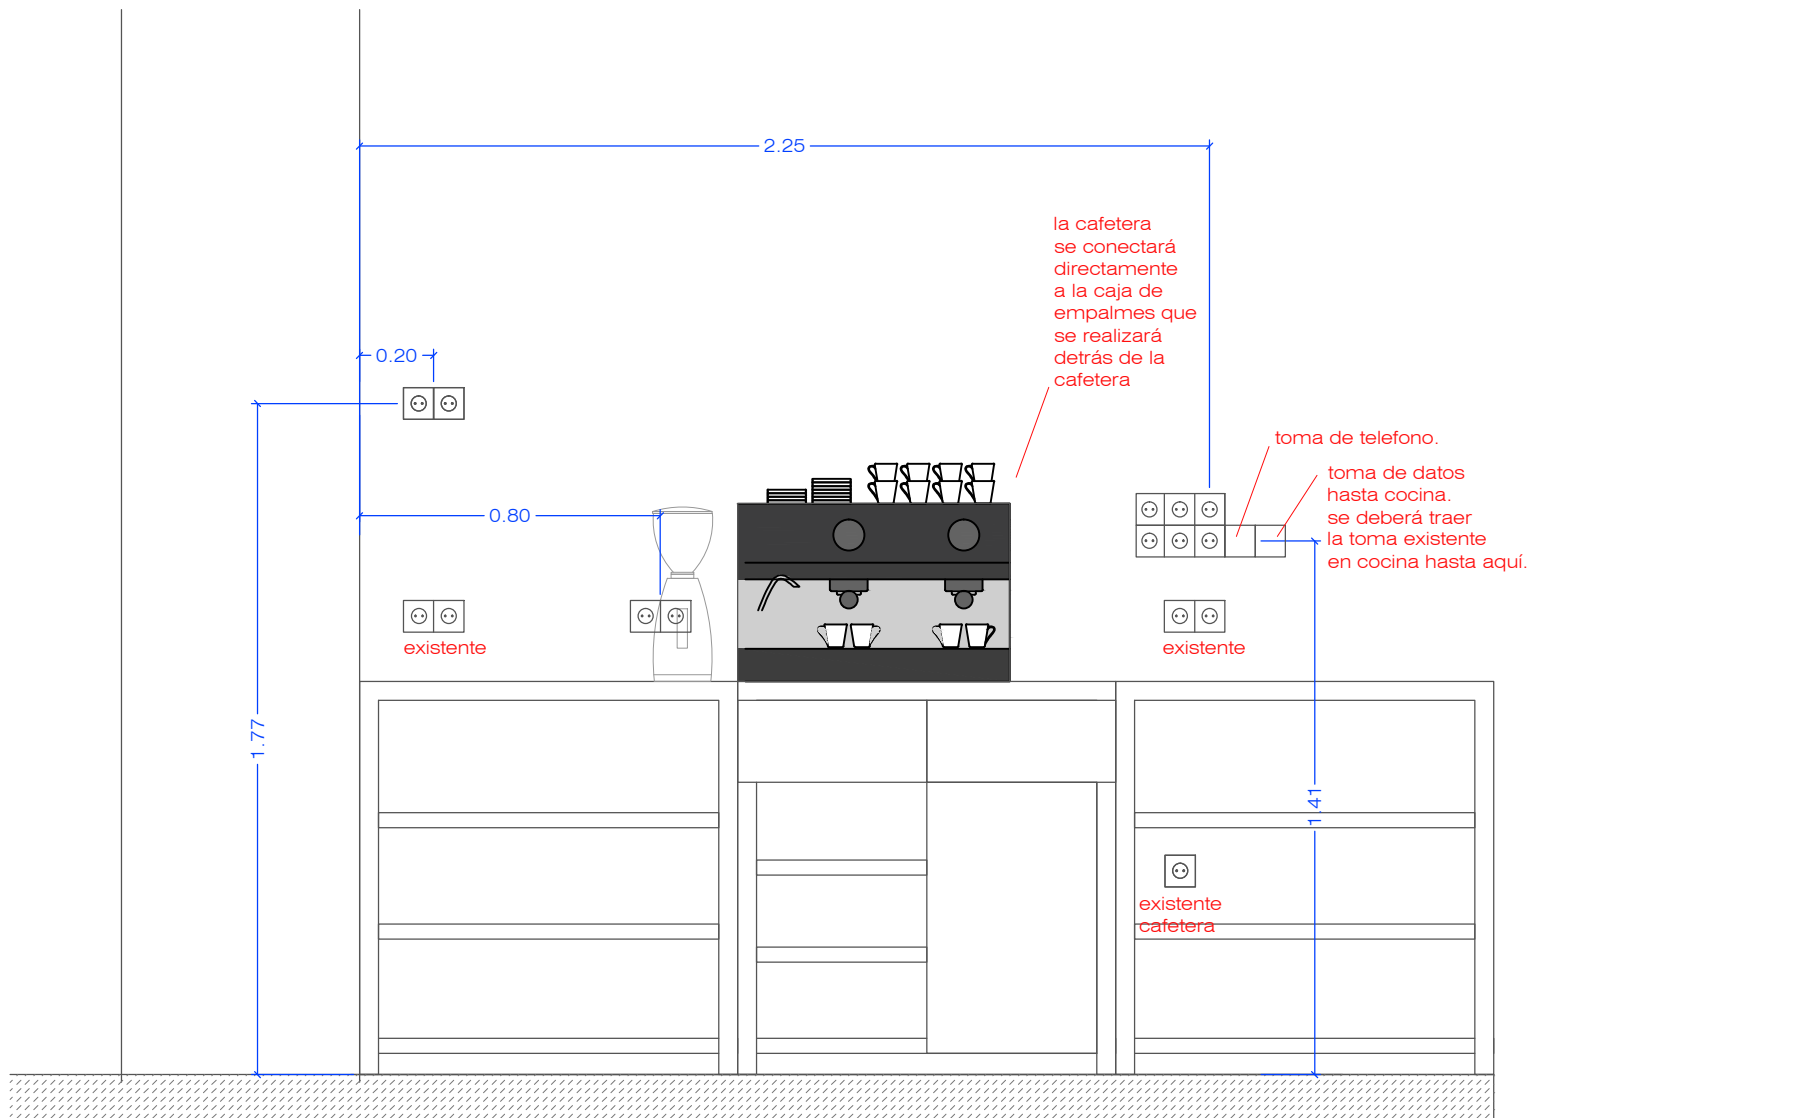 2.25
la cafetera
se conectará
directamente
a la caja de
empalmes que
se realizará
detrás de la
cafetera
0.20
toma de telefono.
toma de datos
hasta cocina.
se deberá traer
la toma existente
en cocina hasta aquí.
0.80
existente
existente
1.77
1.41
existente
cafetera